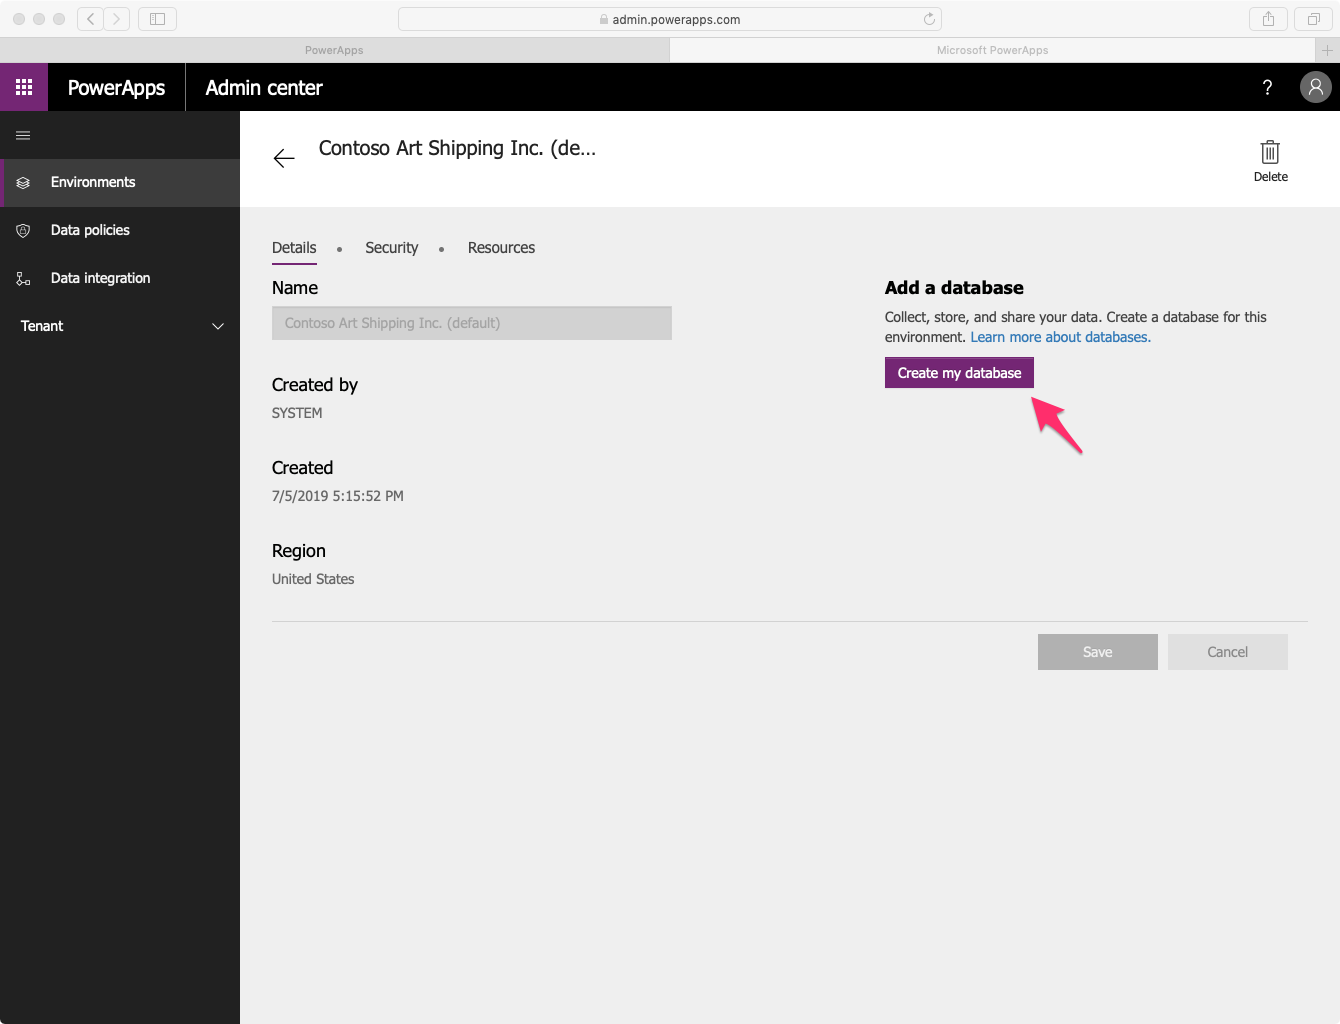 admin.powerapps.com
PowerApps
Microsoft PowerApps
PowerApps
Admin center
?
Contoso Art Shipping Inc. (de...
Delete
Environments
Data policies
Data integration
Tenant
Details
Security
Resources
Name
Contoso Art Shipping Inc. (default)
Created by
SYSTEM
Created
7/5/2019 5:15:52 PM
Region
United States
Add a database
Collect, store, and share your data. Create a database for this
environment. Learn more about databases.
Create my database
Save
Cancel